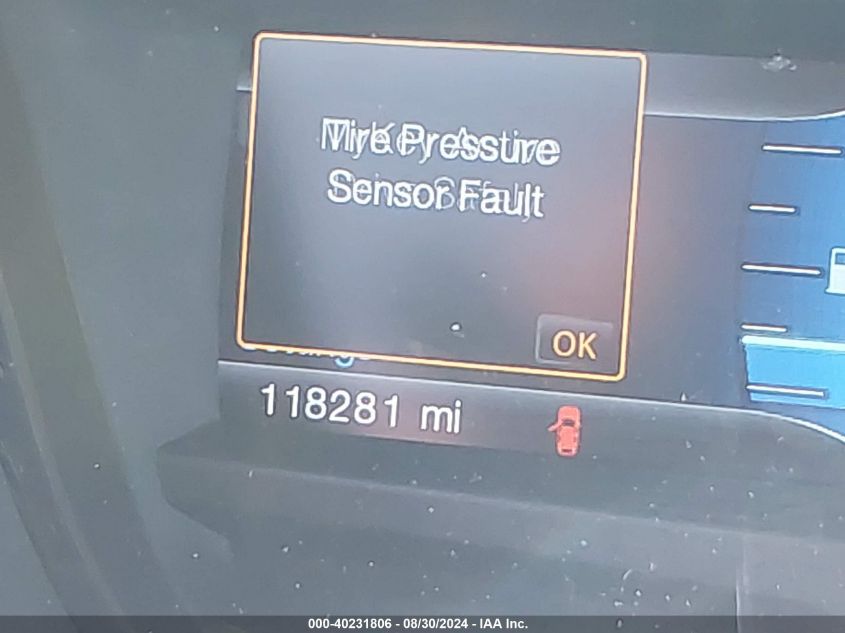 Tire Pressure
Sensor Fault
OK
118281 mi
000-40231806 - 08/30/2024 - IAA Inc.